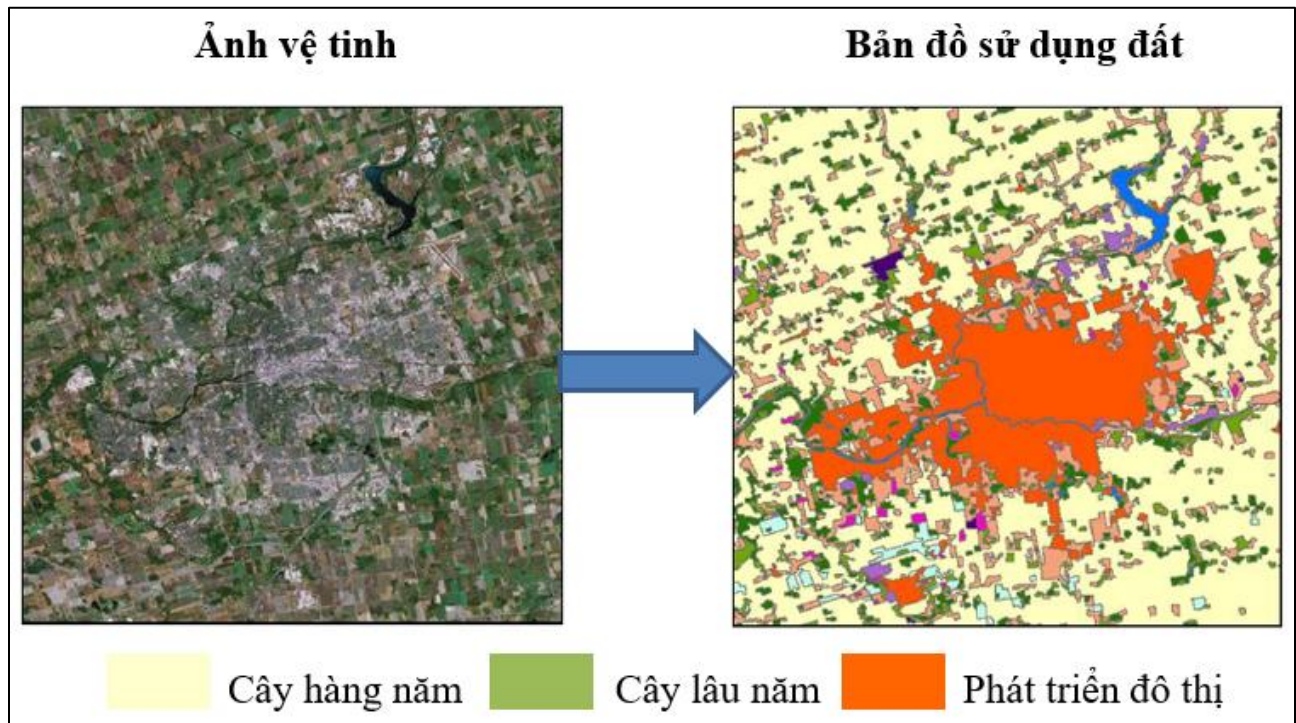 Ảnh vệ tinh
Bản đồ sử dụng đất
Cây hàng năm
Cây lâu năm
Phát triển đô thị